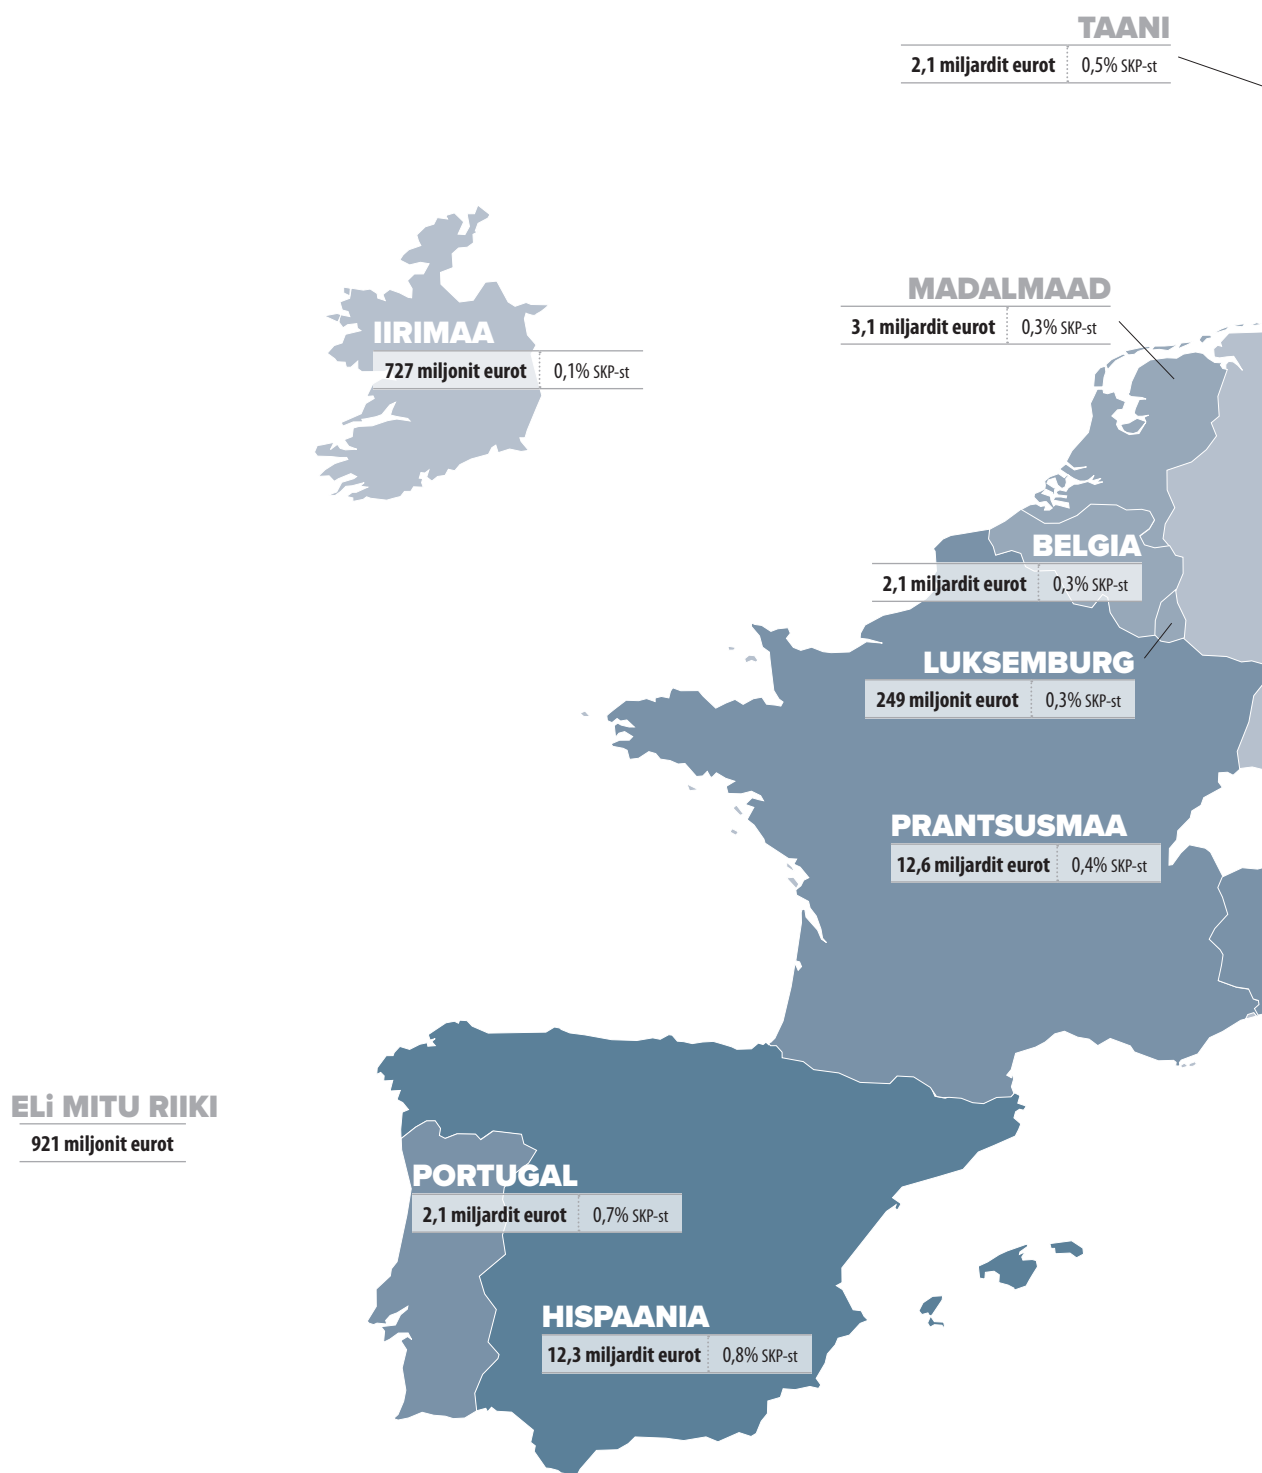 TAANI
2,1 miljardit eurot 0,5% SKP-st
MADALMAAD
3,1 miljardit eurot 0,3% SKP-st
IIRIMAA
727 miljonit eurot 0,1% SKP-st
BELGIA
2,1 miljardit eurot 0,3% SKP-st
LUKSEMBURG
249 miljonit eurot 0,3% SKP-st
PRANTSUSMAA
12,6 miljardit eurot 0,4% SKP-st
ELi MITU RIIKI
921 miljonit eurot
PORTUGAL
2,1 miljardit eurot 0,7% SKP-st
HISPAANIA
12,3 miljardit eurot 0,8% SKP-st